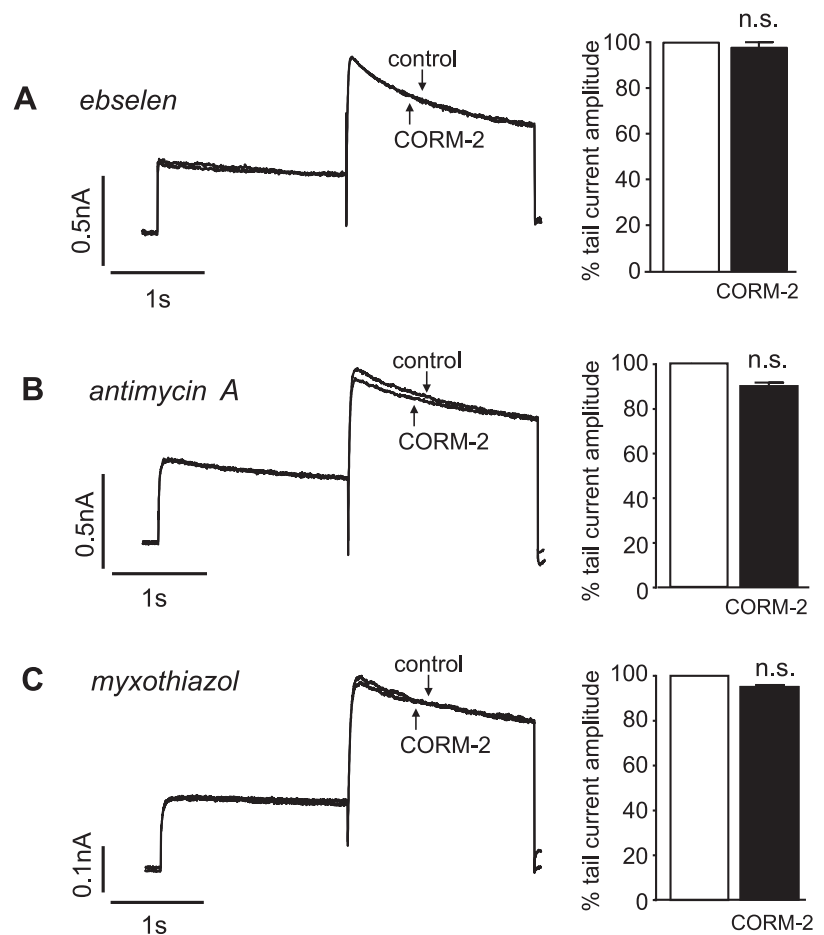 A
ebselen
control
CORM-2
0.5nA
1s
% tail current amplitude
100
80
60
40
20
0
n.s.
CORM-2
B
antimycin A
control
CORM-2
0.5nA
1s
% tail current amplitude
100
80
60
40
20
0
n.s.
CORM-2
C
myxothiazol
control
CORM-2
0.1nA
1s
% tail current amplitude
100
80
60
40
20
0
n.s.
CORM-2